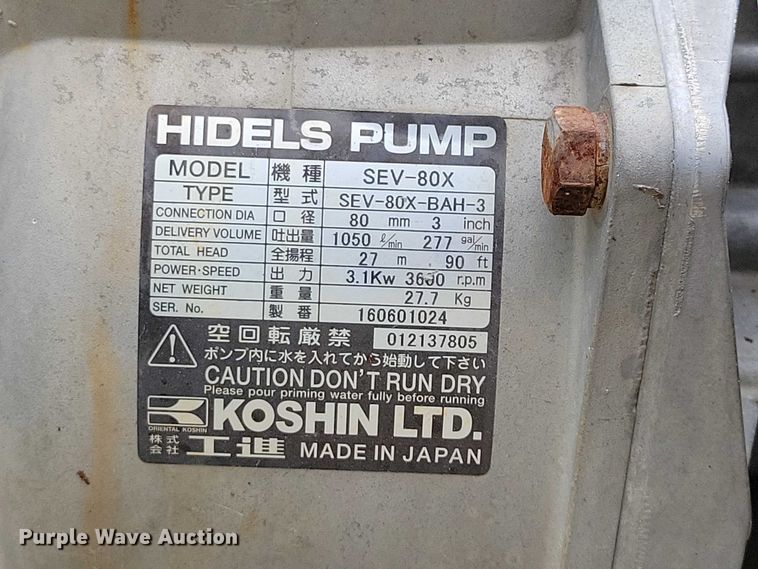 HIDELS PUMP
MODEL 機種 SEV-80X
TYPE 型式 SEV-80X-BAH-3
CONNECTION DIA 口径 80 mm 3 inch
DELIVERY VOLUME 吐出量 1050 ℓ/min 277 gal/min
TOTAL HEAD 全揚程 27 m 90 ft
POWER·SPEED 出力 3.1Kw 3600 r.p.m
NET WEIGHT 重量 27.7 Kg
SER. No. 製番 160601024
空回転厳禁 012137805
ポンプ内に水を入れてから始動して下さい
CAUTION DON'T RUN DRY
Please pour priming water fully before running
ORIENTAL KOSHIN KOSHIN LTD.
株式会社 工進 MADE IN JAPAN
Purple Wave Auction